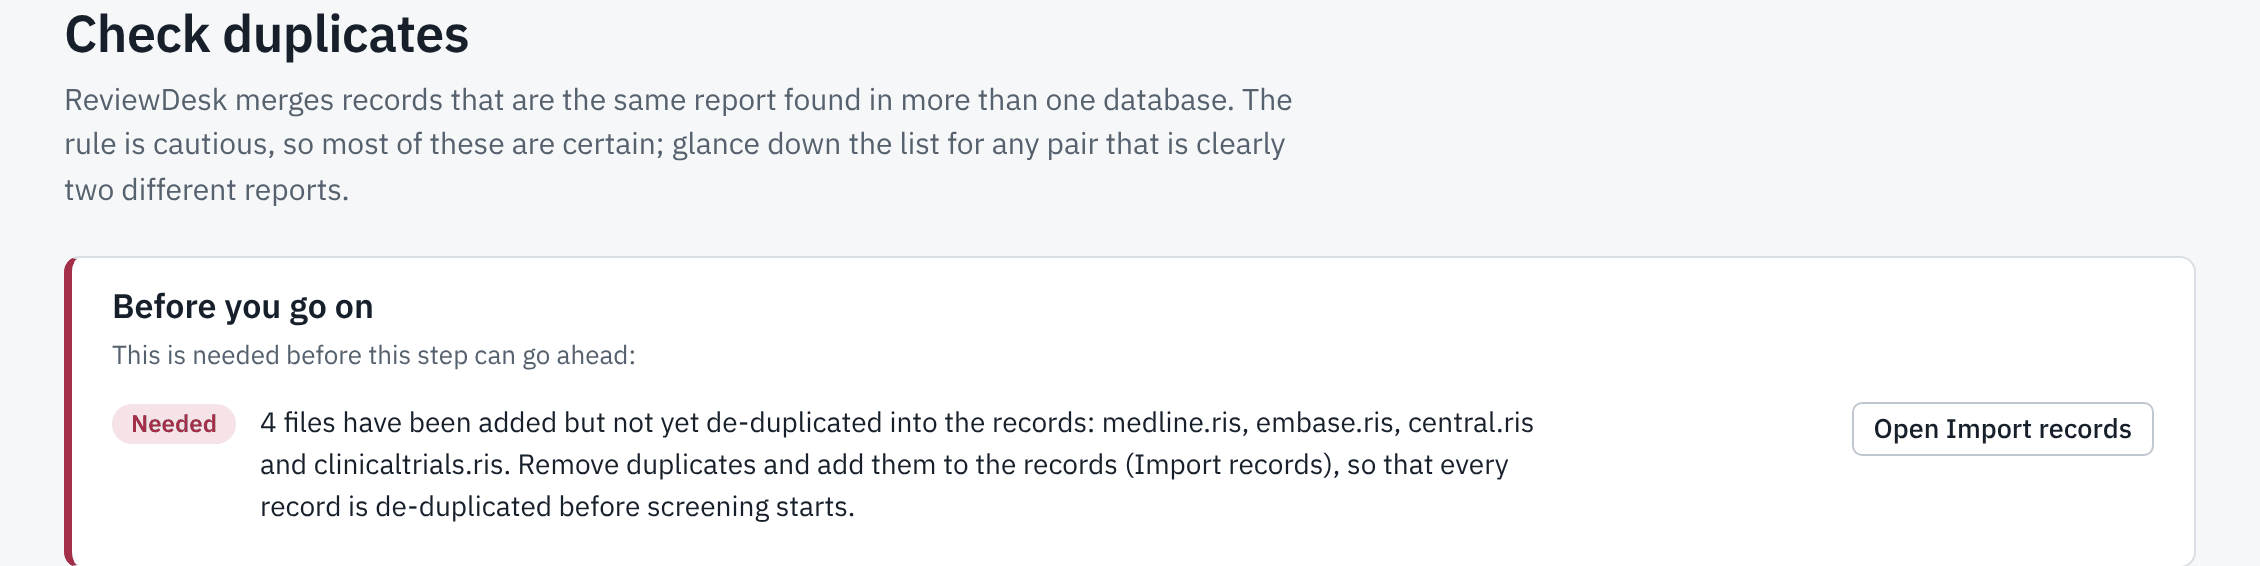 Check duplicates
ReviewDesk merges records that are the same report found in more than one database. The
rule is cautious, so most of these are certain; glance down the list for any pair that is clearly
two different reports.
Before you go on
This is needed before this step can go ahead:
Needed
4 files have been added but not yet de-duplicated into the records: medline.ris, embase.ris, central.ris
and clinicaltrials.ris. Remove duplicates and add them to the records (Import records), so that every
record is de-duplicated before screening starts.
Open Import records